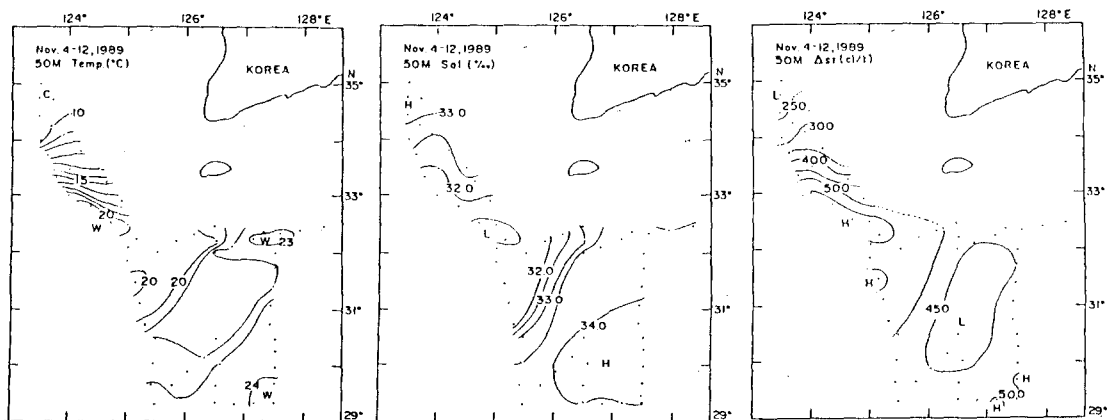 124° 126° 128°E
Nov. 4-12, 1989
50M Temp. (°C)
KOREA
N
35°
C
10
15
20
33°
W
W 23
20
20
31°
24
W
29°
124° 126° 128°E
Nov. 4-12, 1989
50M Sal (‰)
KOREA
N
35°
H
33.0
32.0
33°
L
32.0
33.0
31°
34.0
H
29°
124° 126° 128°E
Nov. 4-12, 1989
50M Δst (cl/t)
KOREA
N
35°
L
250
300
400
500
33°
H
H
31°
450
L
H
500
H
29°